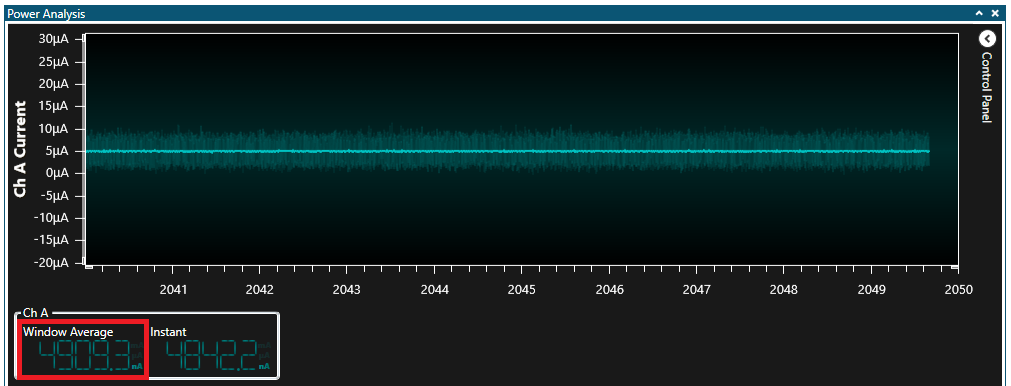 Power Analysis
30µA
25µA
20µA
15µA
10µA
5µA
0µA
-5µA
-10µA
-15µA
-20µA
Ch A Current
2041 2042 2043 2044 2045 2046 2047 2048 2049 2050
Control Panel
Ch A
Window Average Instant
4909.3 nA 4842.2 nA